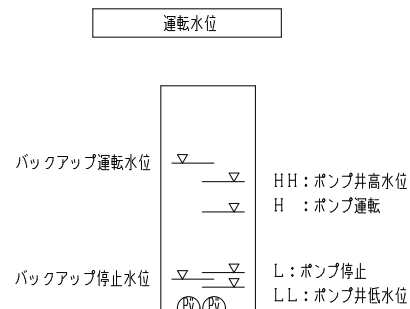 運転水位
バックアップ運転水位
HH：ポンプ井高水位
H　：ポンプ運転
L：ポンプ停止
バックアップ停止水位
LL：ポンプ井低水位